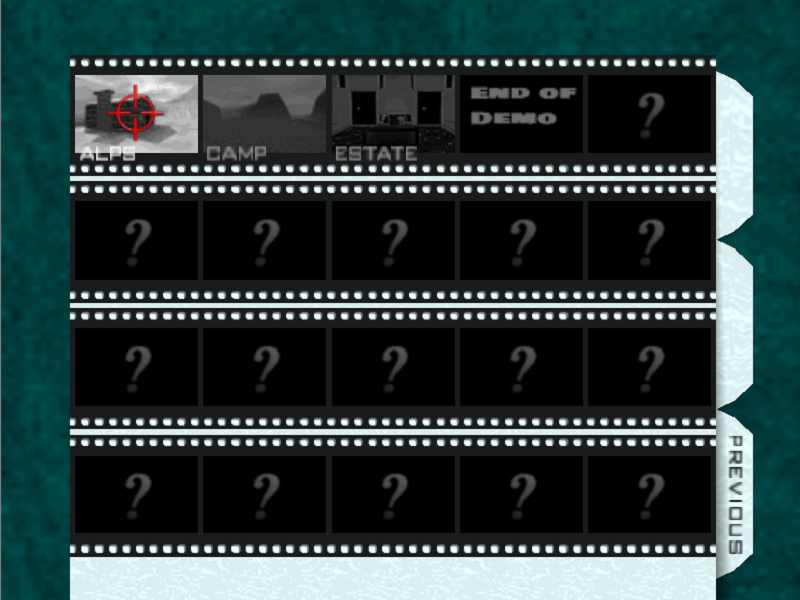 END OF
DEMO
?
ALPS
CAMP
ESTATE
? ? ? ? ?
? ? ? ? ?
? ? ? ? ?
PREVIOUS